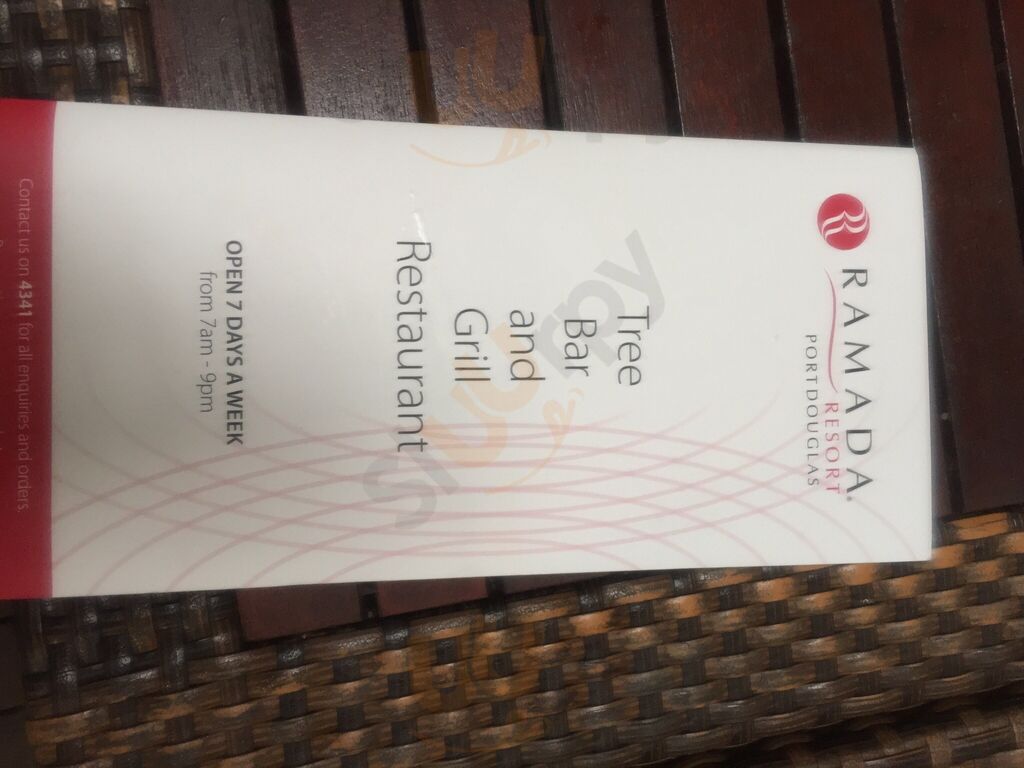 RAMADA®
RESORT
PORT DOUGLAS
Tree
Bar
and
Grill
Restaurant
OPEN 7 DAYS A WEEK
from 7am - 9pm
Contact us on 4341 for all enquiries and orders.
Slurpy